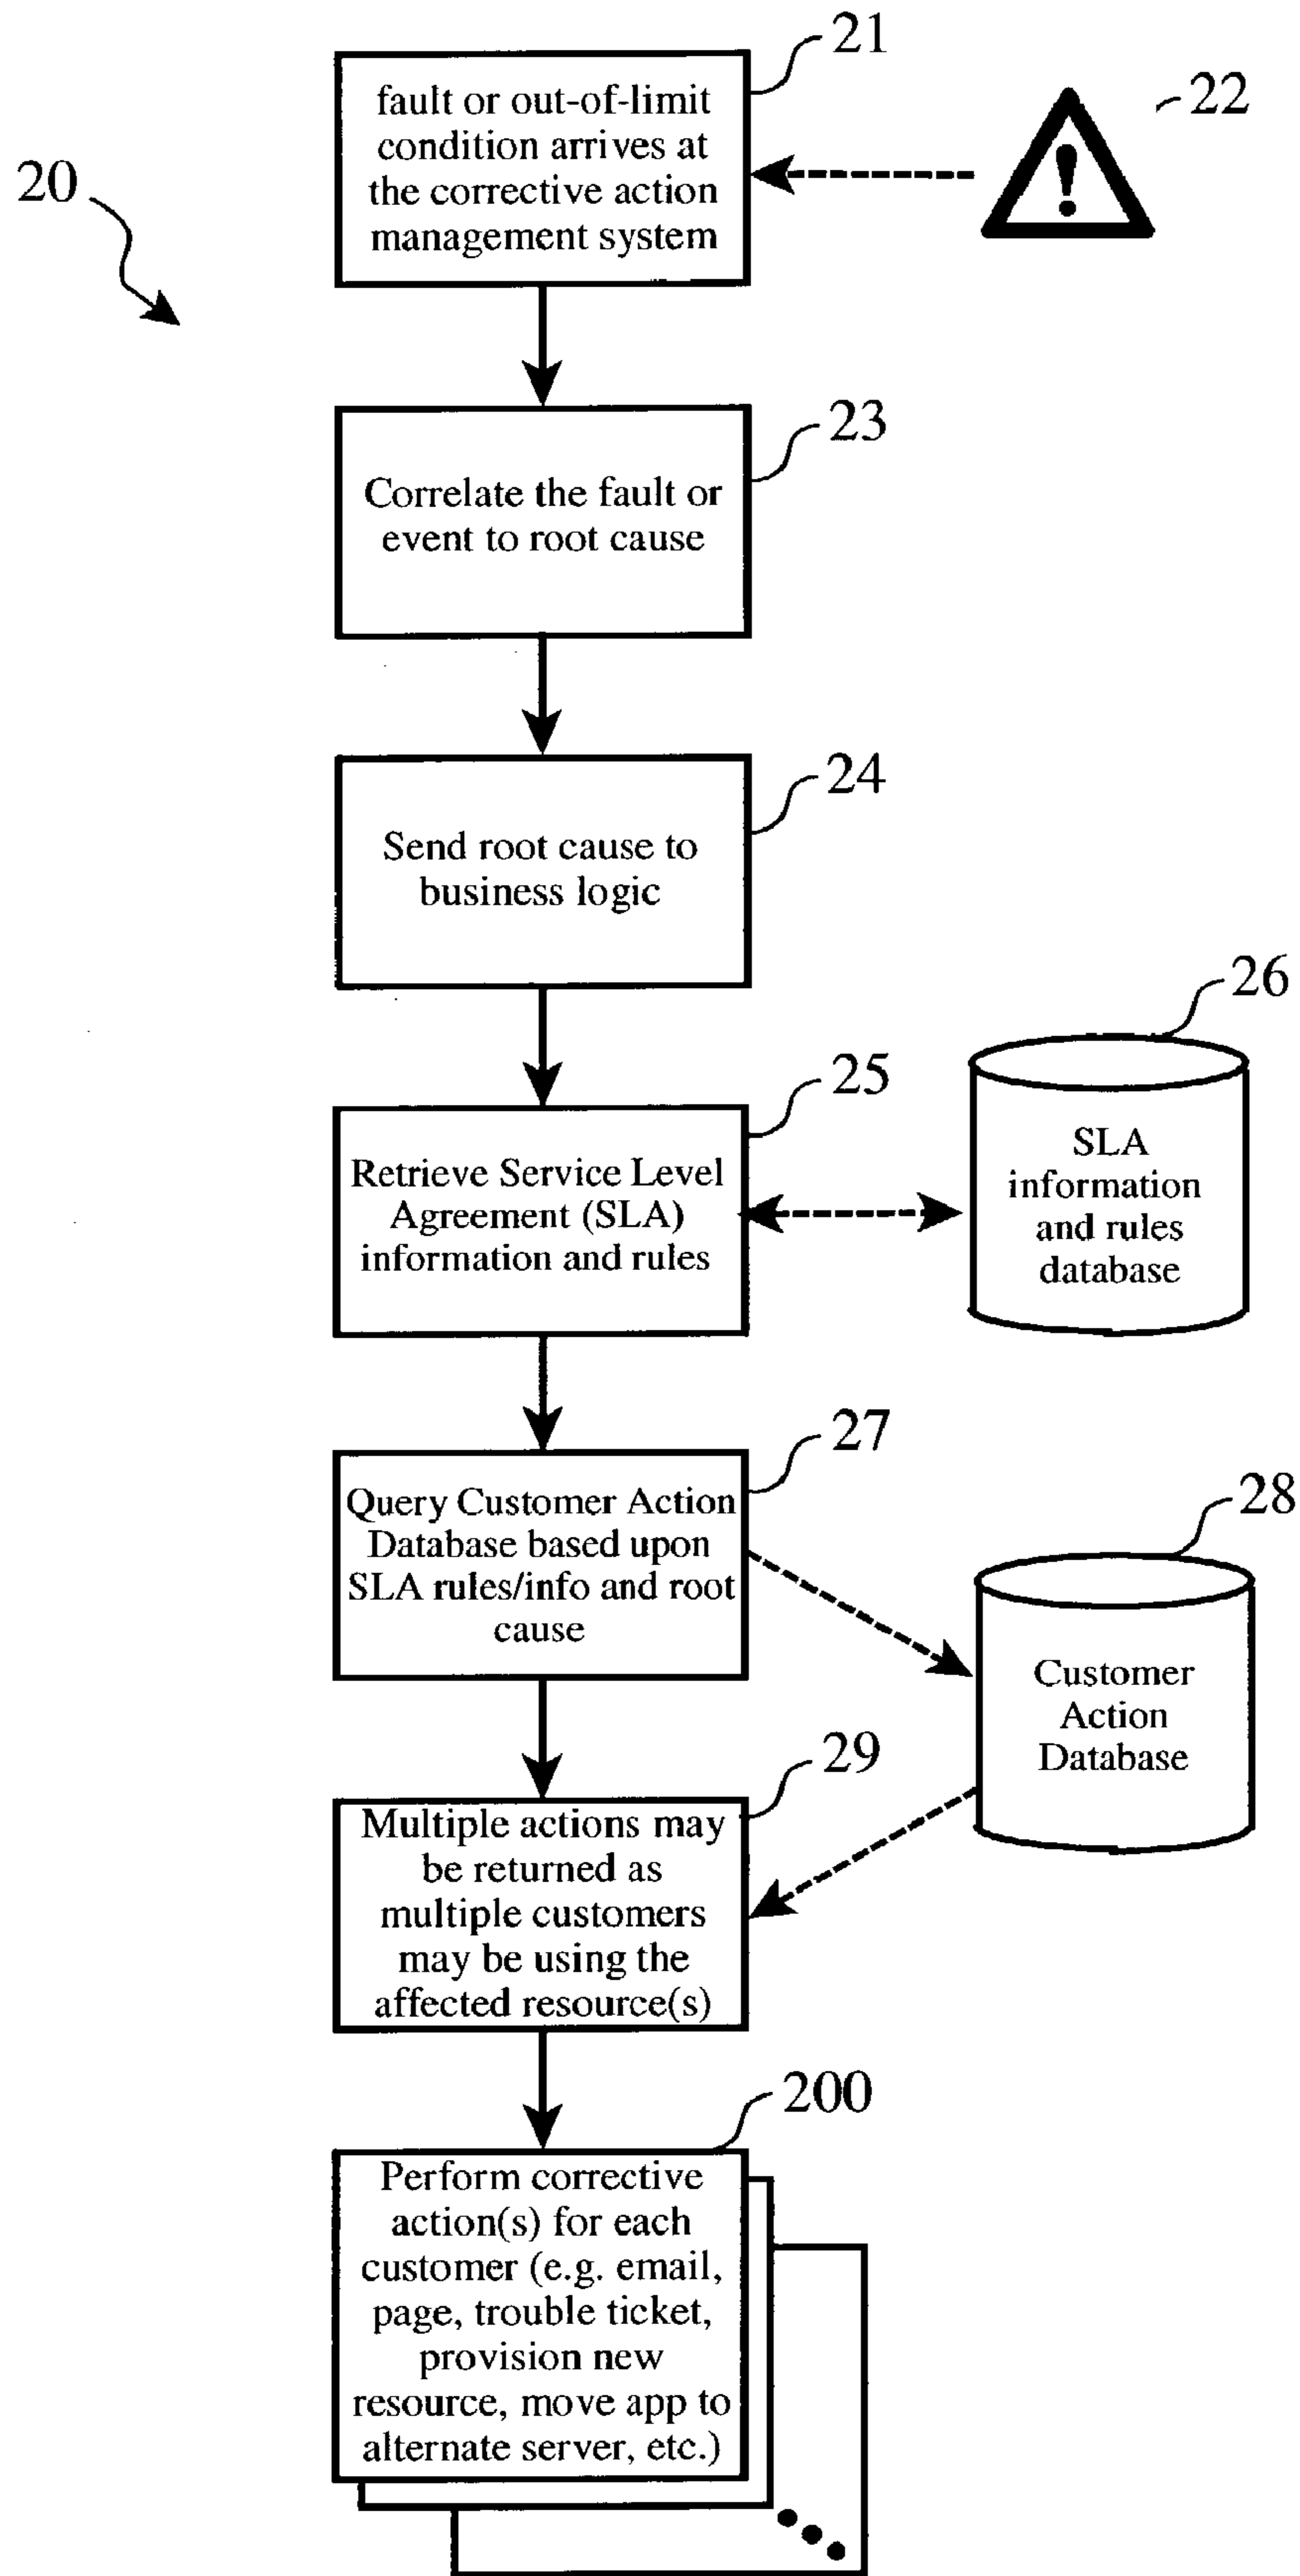 21
fault or out-of-limit
condition arrives at
the corrective action
management system
22
!
20
23
Correlate the fault or
event to root cause
24
Send root cause to
business logic
25
Retrieve Service Level
Agreement (SLA)
information and rules
26
SLA
information
and rules
database
27
Query Customer Action
Database based upon
SLA rules/info and root
cause
28
Customer
Action
Database
29
Multiple actions may
be returned as
multiple customers
may be using the
affected resource(s)
200
Perform corrective
action(s) for each
customer (e.g. email,
page, trouble ticket,
provision new
resource, move app to
alternate server, etc.)